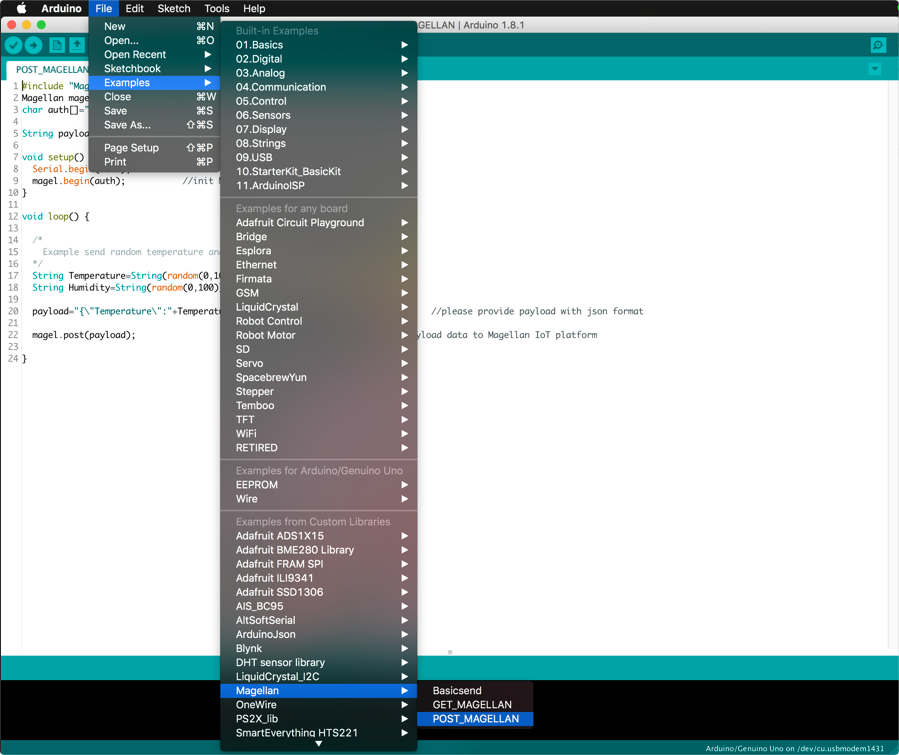 Arduino File Edit Sketch Tools Help
GELLAN | Arduino 1.8.1
POST_MAGELLAN
New ⌘N
Open... ⌘O
Open Recent ▶
Sketchbook ▶
Examples ▶
Close ⌘W
Save ⌘S
Save As... ⇧⌘S
Page Setup ⇧⌘P
Print ⌘P
Built-in Examples
01.Basics ▶
02.Digital ▶
03.Analog ▶
04.Communication ▶
05.Control ▶
06.Sensors ▶
07.Display ▶
08.Strings ▶
09.USB ▶
10.StarterKit_BasicKit ▶
11.ArduinoISP ▶
Examples for any board
Adafruit Circuit Playground ▶
Bridge ▶
Esplora ▶
Ethernet ▶
Firmata ▶
GSM ▶
LiquidCrystal ▶
Robot Control ▶
Robot Motor ▶
SD ▶
Servo ▶
SpacebrewYun ▶
Stepper ▶
Temboo ▶
TFT ▶
WiFi ▶
RETIRED ▶
Examples for Arduino/Genuino Uno
EEPROM ▶
Wire ▶
Examples from Custom Libraries
Adafruit ADS1X15 ▶
Adafruit BME280 Library ▶
Adafruit FRAM SPI ▶
Adafruit ILI9341 ▶
Adafruit SSD1306 ▶
AIS_BC95 ▶
AltSoftSerial ▶
ArduinoJson ▶
Blynk ▶
DHT sensor library ▶
LiquidCrystal_I2C ▶
Magellan ▶
OneWire ▶
PS2X_lib ▶
SmartEverything HTS221 ▶
▼
Basicsend
GET_MAGELLAN
POST_MAGELLAN
1 #include "Mag
2 Magellan mage
3 char auth[]="
4
5 String payloa
6
7 void setup()
8 Serial.begi
9 magel.begin(auth); //init
10 }
11
12 void loop() {
13
14 /*
15 Example send random temperature an
16 */
17 String Temperature=String(random(0,10
18 String Humidity=String(random(0,100)
19
20 payload="{\"Temperature\":"+Temperatu //please provide payload with json format
21
22 magel.post(payload); yload data to Magellan IoT platform
23
24 }
Arduino/Genuino Uno on /dev/cu.usbmodem1431